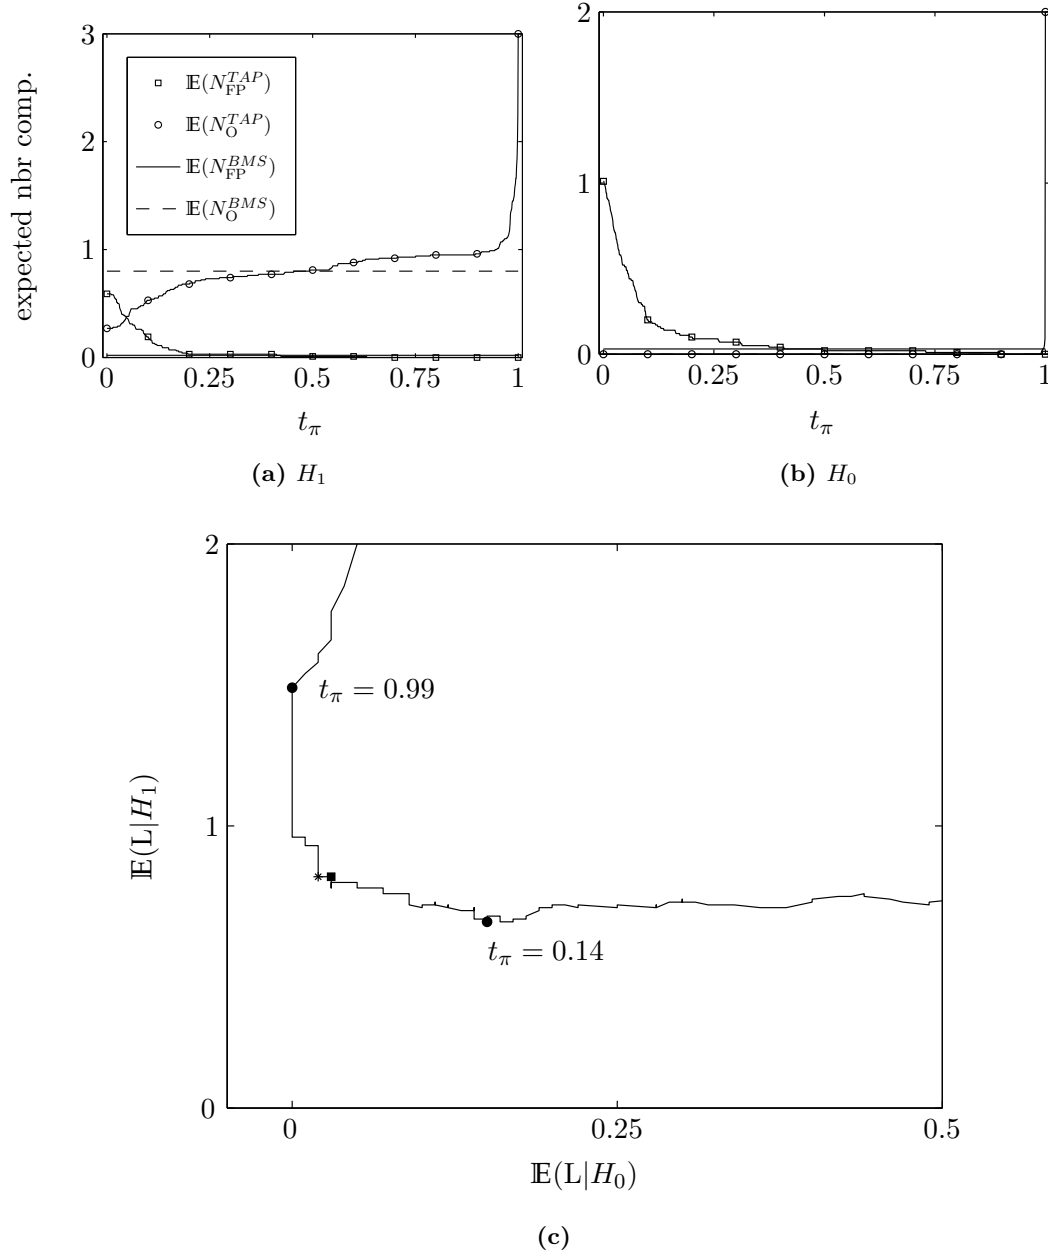 3
2
1
0
expected nbr comp.
𝔼(N_FP^TAP)
𝔼(N_O^TAP)
𝔼(N_FP^BMS)
𝔼(N_O^BMS)
0 0.25 0.5 0.75 1
t_π
(a) H_1
2
1
0
0 0.25 0.5 0.75 1
t_π
(b) H_0
2
1
0
𝔼(L|H_1)
t_π = 0.99
t_π = 0.14
0 0.25 0.5
𝔼(L|H_0)
(c)